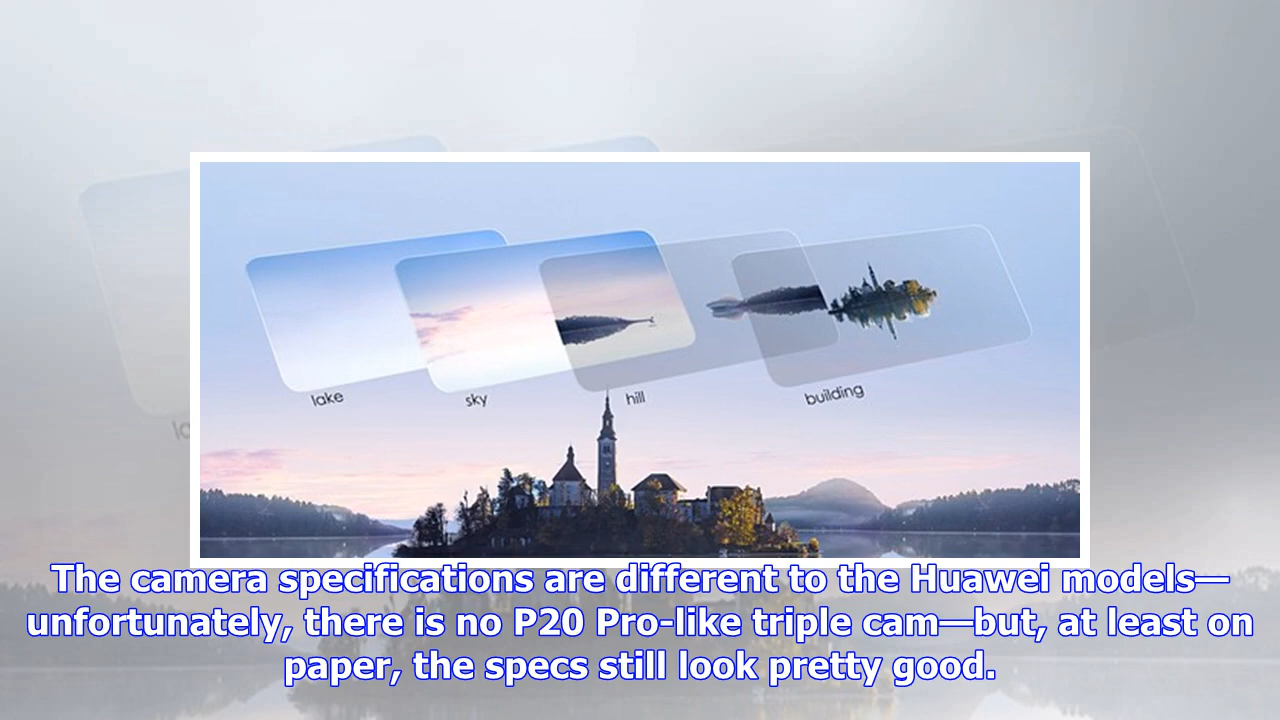 lake
sky
hill
building
The camera specifications are different to the Huawei models—
unfortunately, there is no P20 Pro-like triple cam—but, at least on
paper, the specs still look pretty good.